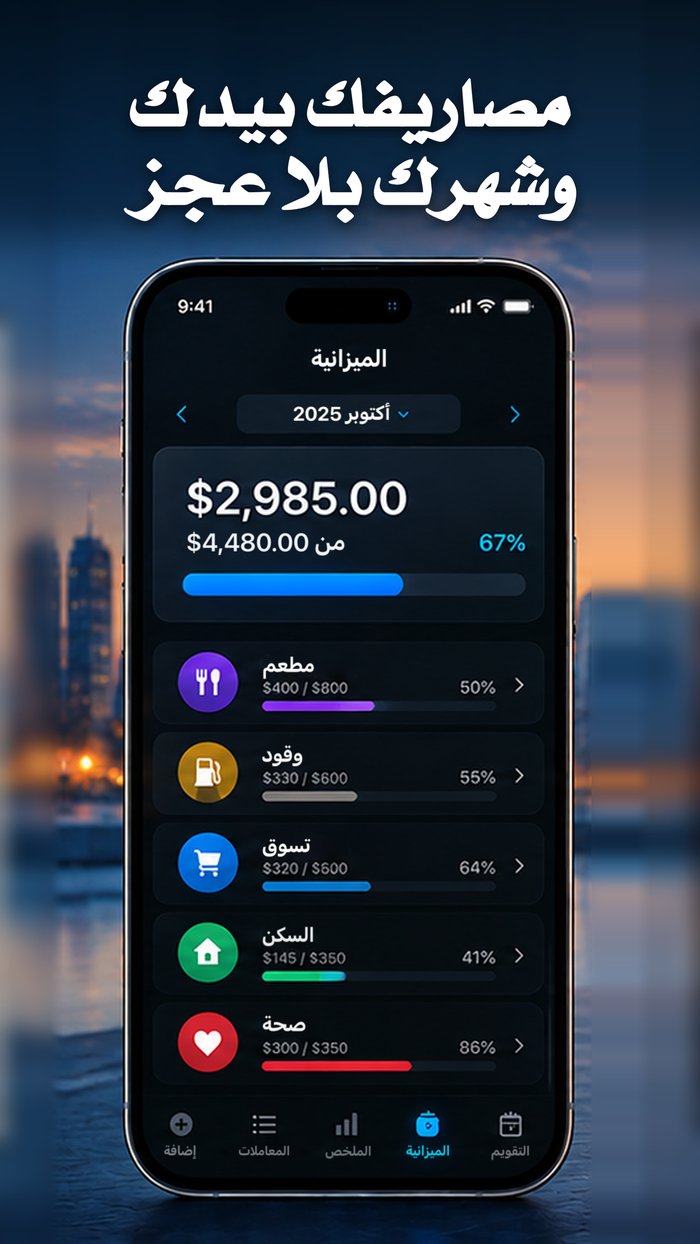 مصاريفك بيدك
وشهرك بلا عجز
9:41
الميزانية
أكتوبر 2025
$2,985.00
من $4,480.00
67%
مطعم
$400 / $800
50%
وقود
$330 / $600
55%
تسوق
$320 / $500
64%
السكن
$145 / $350
41%
صحة
$300 / $350
86%
التقويم
الميزانية
الملخص
المعاملات
إضافة